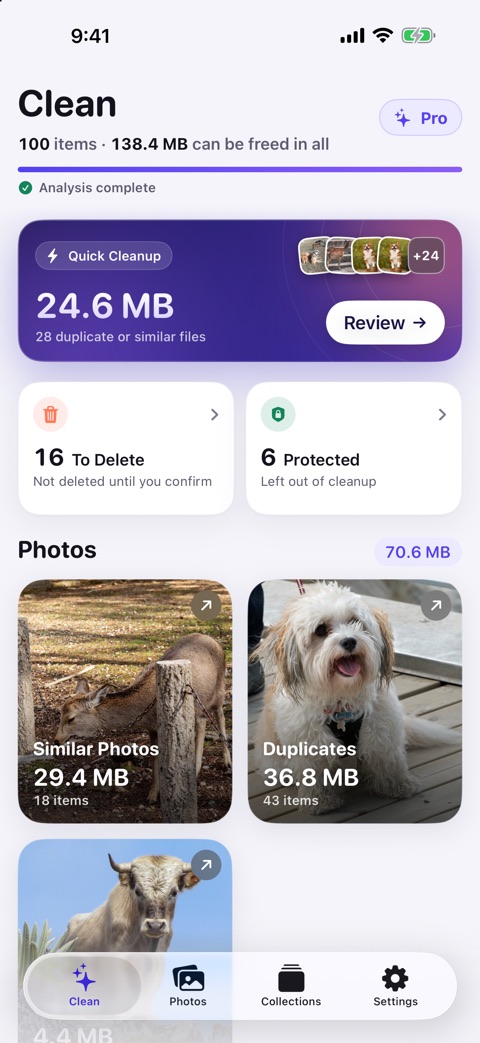 9:41
Clean
Pro
100 items · 138.4 MB can be freed in all
Analysis complete
Quick Cleanup
+24
24.6 MB
28 duplicate or similar files
Review
16 To Delete
Not deleted until you confirm
6 Protected
Left out of cleanup
Photos
70.6 MB
Similar Photos
29.4 MB
18 items
Duplicates
36.8 MB
43 items
Clean
Photos
Collections
Settings
4.4 MB